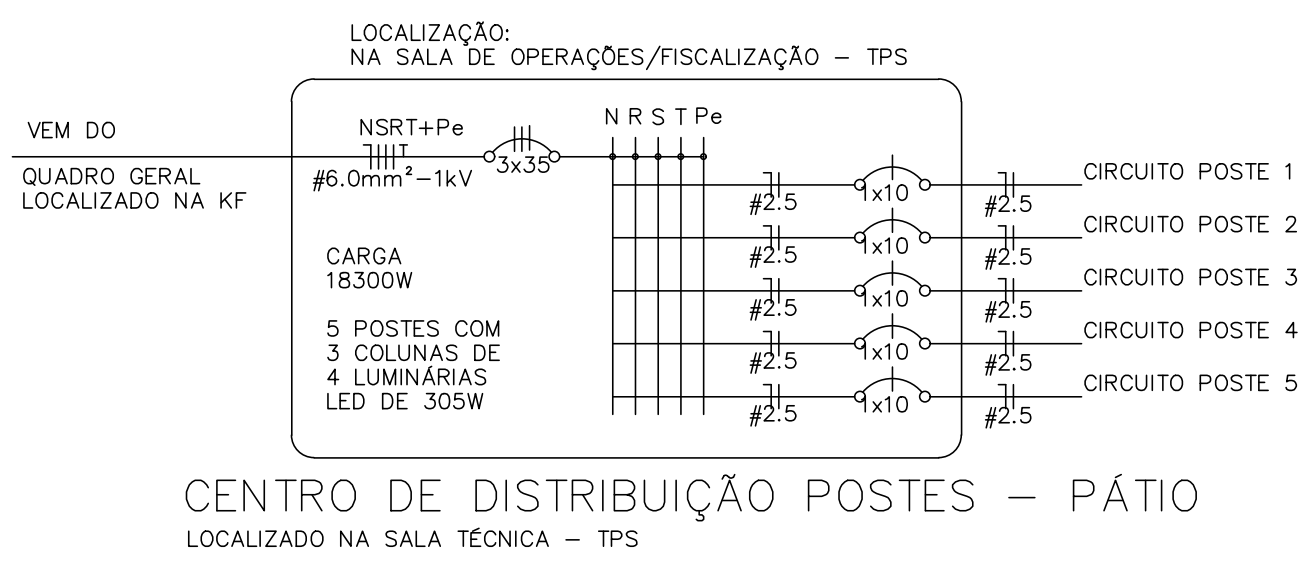 LOCALIZAÇÃO:
NA SALA DE OPERAÇÕES/FISCALIZAÇÃO – TPS
VEM DO
QUADRO GERAL
LOCALIZADO NA KF
NSRT+Pe
#6.0mm²–1kV
3x35
N R S T Pe
CARGA
18300W
5 POSTES COM
3 COLUNAS DE
4 LUMINÁRIAS
LED DE 305W
#2.5
1x10
#2.5
CIRCUITO POSTE 1
#2.5
1x10
#2.5
CIRCUITO POSTE 2
#2.5
1x10
#2.5
CIRCUITO POSTE 3
#2.5
1x10
#2.5
CIRCUITO POSTE 4
#2.5
1x10
#2.5
CIRCUITO POSTE 5
CENTRO DE DISTRIBUIÇÃO POSTES – PÁTIO
LOCALIZADO NA SALA TÉCNICA – TPS